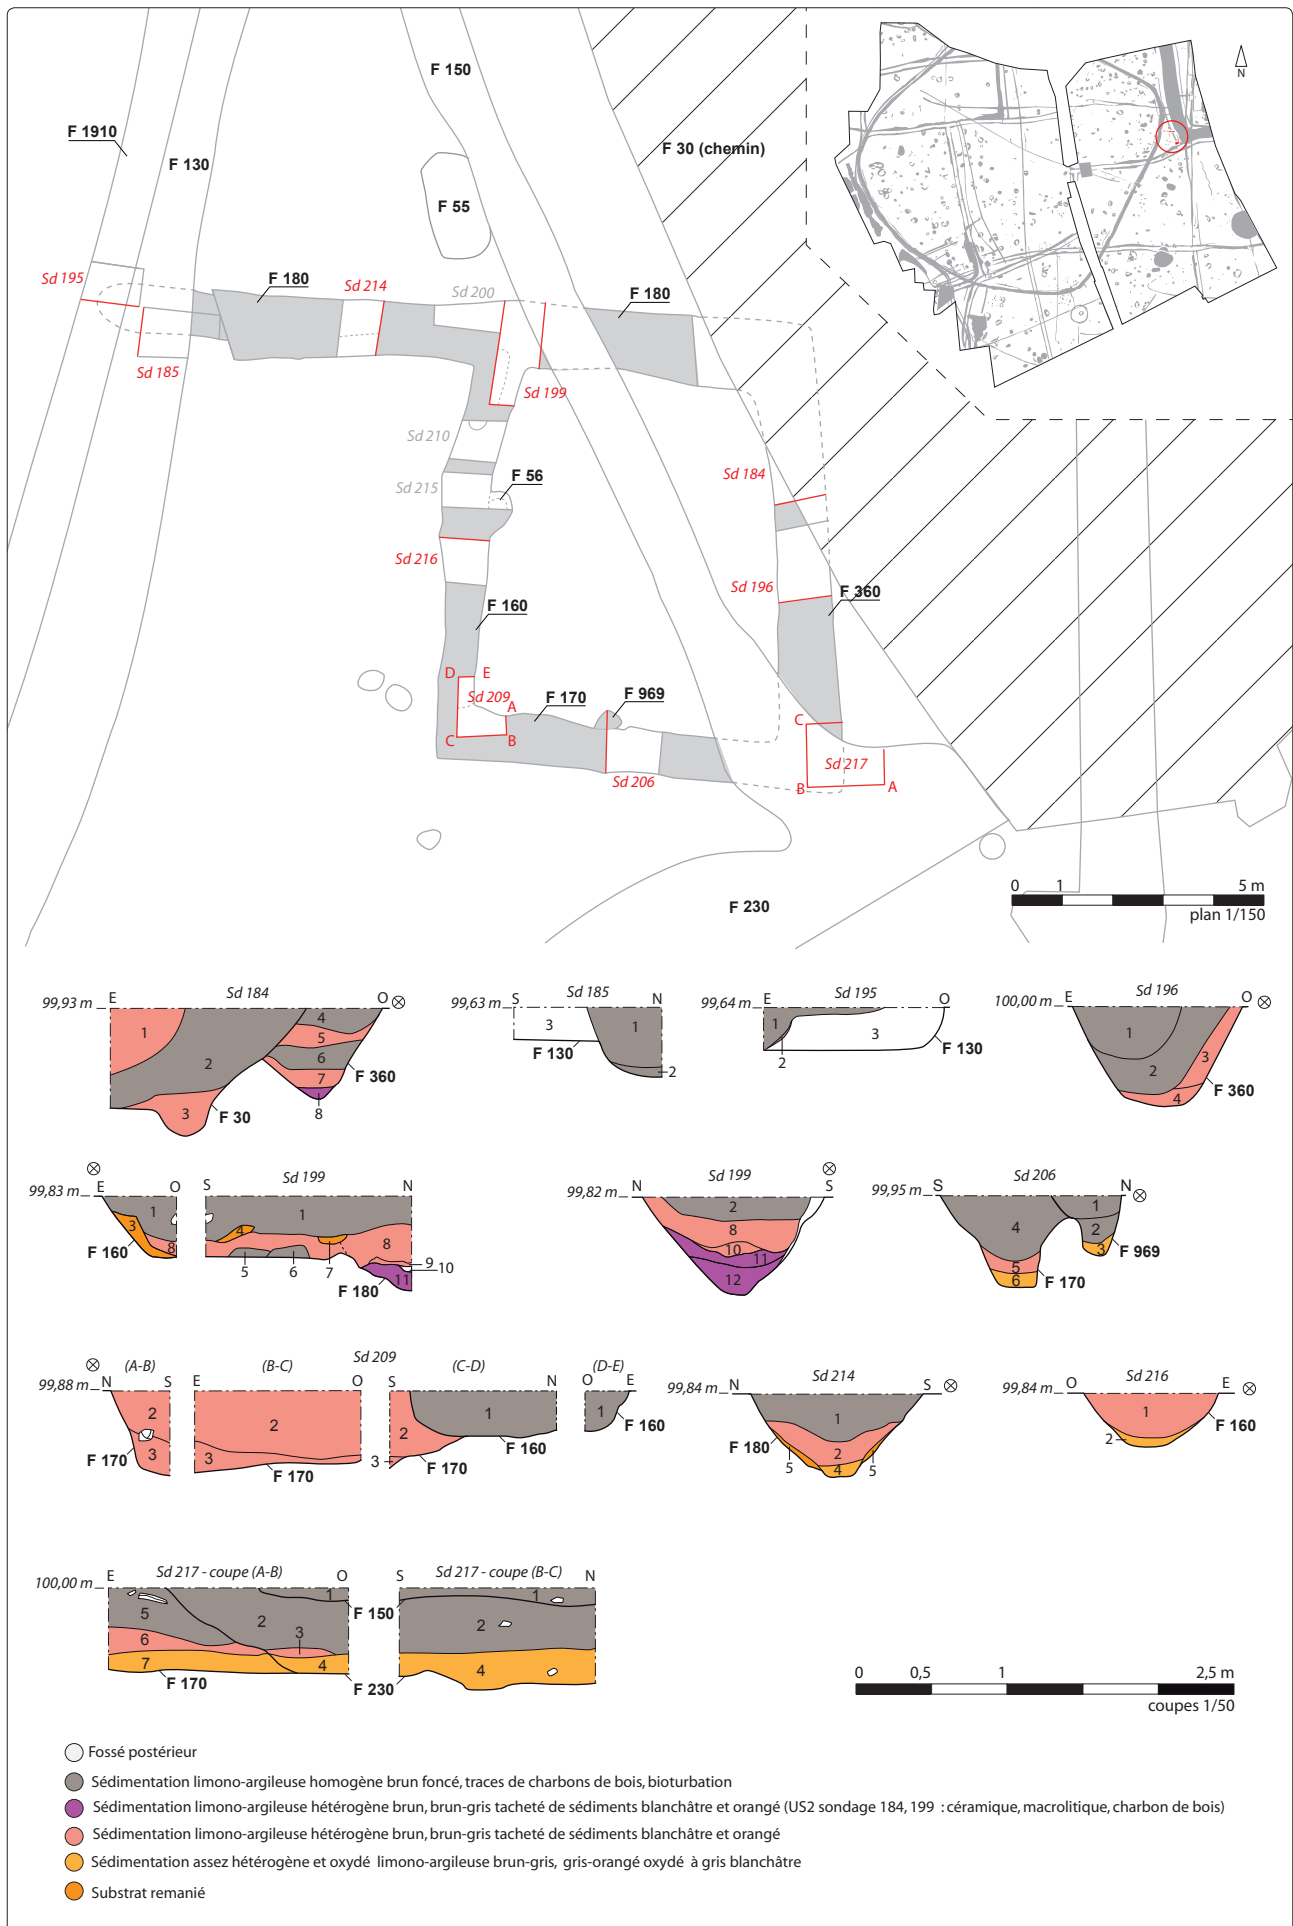 F 150
N
F 1910
F 130
F 30 (chemin)
F 55
Sd 195
F 180
Sd 214
Sd 200
F 180
Sd 185
Sd 199
Sd 210
Sd 184
Sd 215
F 56
Sd 216
Sd 196
F 360
F 160
D E
Sd 209
F 170
F 969
A
C
C B
Sd 217
Sd 206
B A
F 230
0 1 5 m
plan 1/150
99,93 m E Sd 184 O
1 4
5
2 6
7 F 360
3 F 30 8
99,63 m S Sd 185 N
3 1
F 130
2
99,64 m E Sd 195 O
1 3
F 130
2
100,00 m E Sd 196 O
1
3
2
4 F 360
99,83 m E O S Sd 199 N
1 1
3 4
F 160 8 8
5 6 7 9 10
F 180 11
99,82 m N Sd 199 S
2
8
10
11
12
99,95 m S Sd 206 N
1
4 2
3 F 969
5
6 F 170
99,88 m (A-B) (B-C) Sd 209 (C-D) (D-E)
N S E O S N O E
2 2 1 1
2 F 160
F 170 3 3 F 160
F 170 3 F 170
99,84 m N Sd 214 S
1
F 180 2
5 4 5
99,84 m O Sd 216 E
1
F 160
2
100,00 m E Sd 217 - coupe (A-B) O S Sd 217 - coupe (B-C) N
1 1
5 2 F 150 2
6 3
7 4 4
F 170 F 230
0 0,5 1 2,5 m
coupes 1/50
Fossé postérieur
Sédimentation limono-argileuse homogène brun foncé, traces de charbons de bois, bioturbation
Sédimentation limono-argileuse hétérogène brun, brun-gris tacheté de sédiments blanchâtre et orangé (US2 sondage 184, 199 : céramique, macrolitique, charbon de bois)
Sédimentation limono-argileuse hétérogène brun, brun-gris tacheté de sédiments blanchâtre et orangé
Sédimentation assez hétérogène et oxydé limono-argileuse brun-gris, gris-orangé oxydé à gris blanchâtre
Substrat remanié